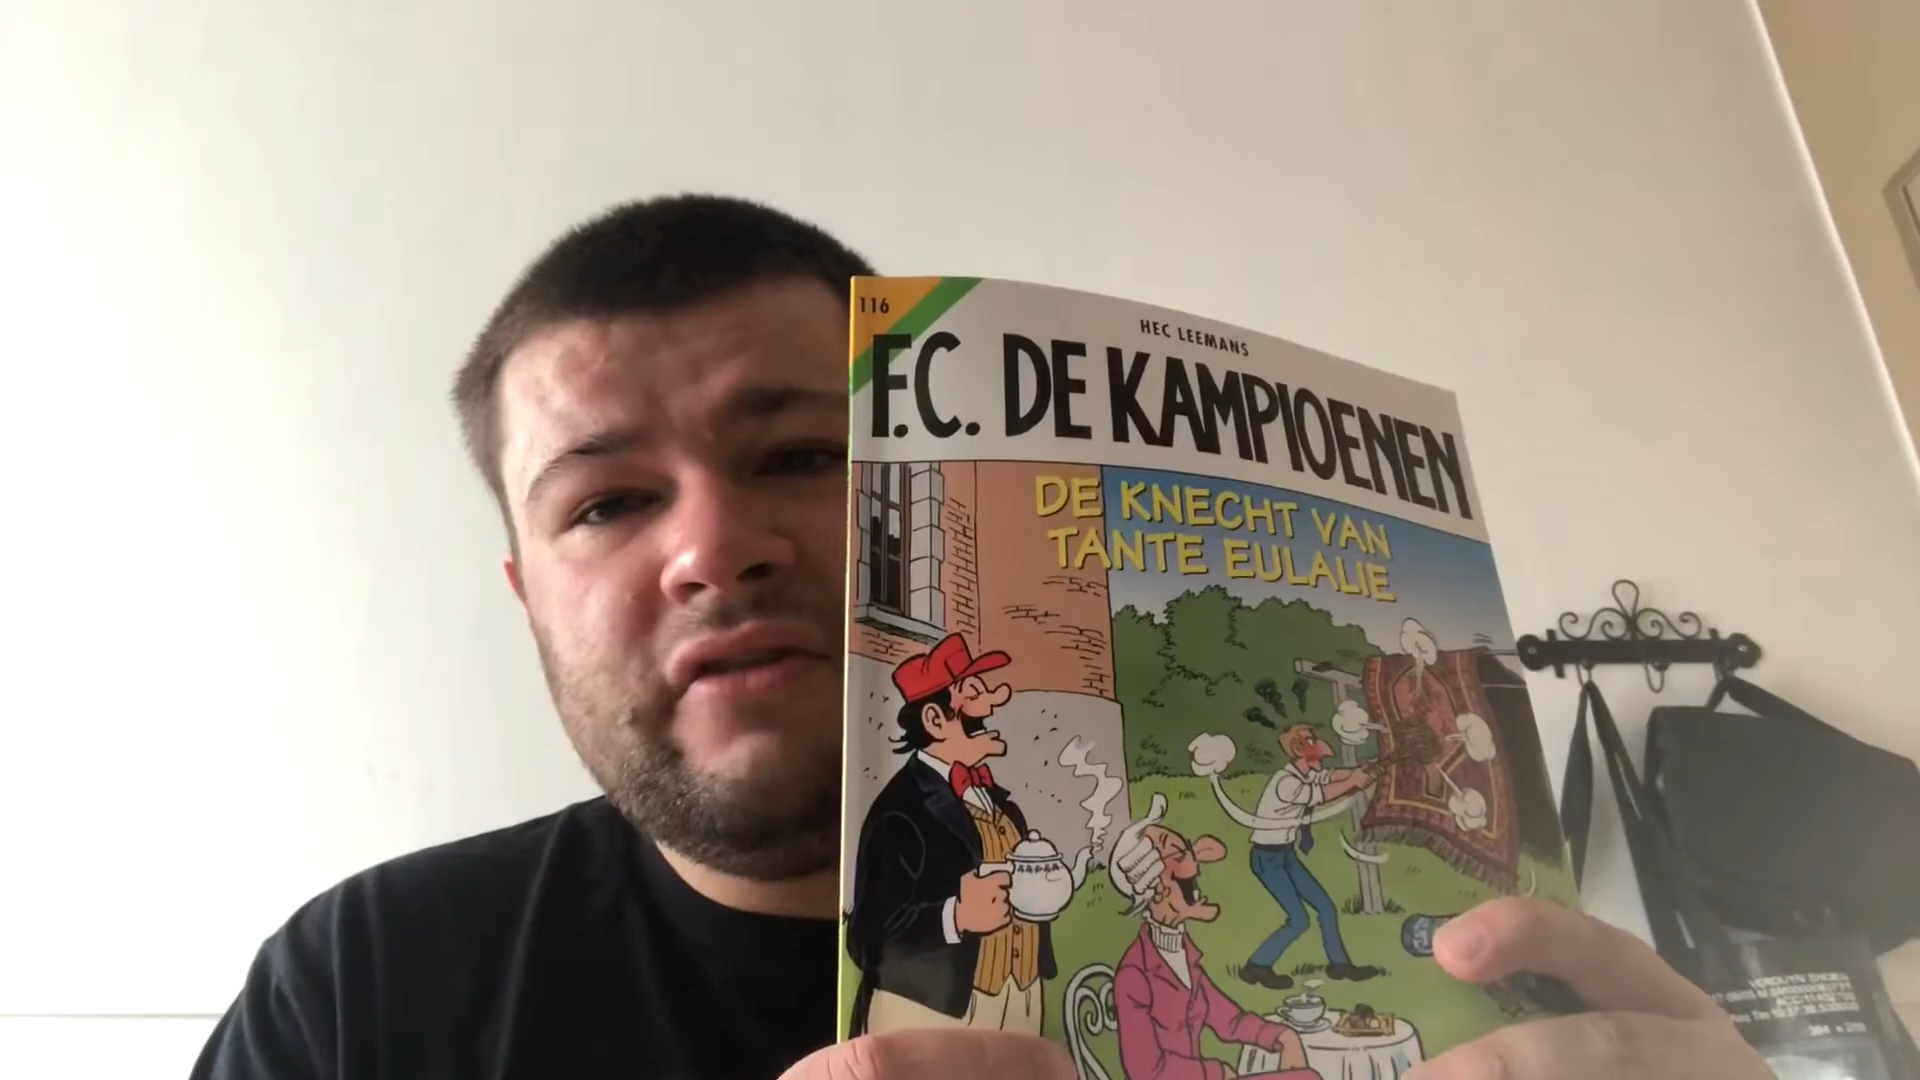 116
HEC LEEMANS
F.C. DE KAMPIOENEN
DE KNECHT VAN
TANTE EULALIE